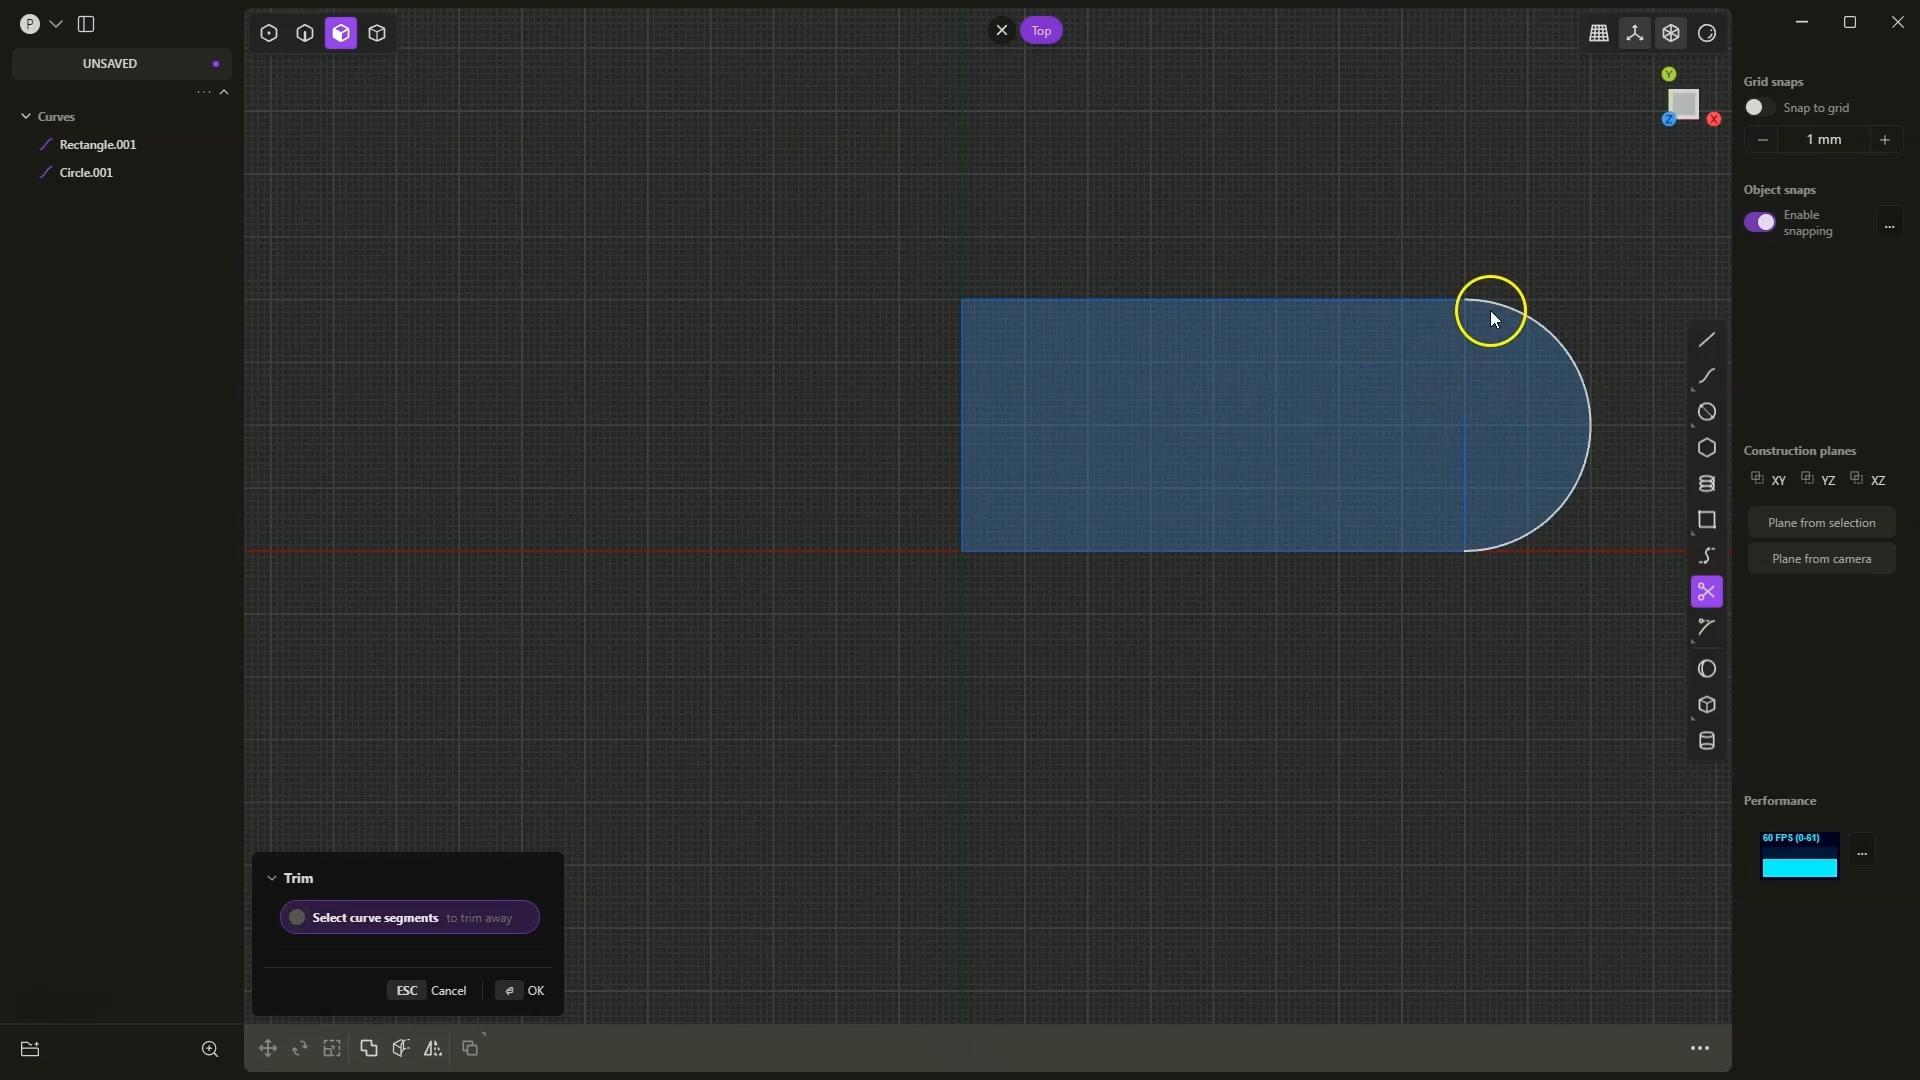 P
UNSAVED
Curves
Rectangle.001
Circle.001
Top
Y
Z
X
Grid snaps
Snap to grid
1 mm
Object snaps
Enable
snapping
...
Construction planes
XY YZ XZ
Plane from selection
Plane from camera
Performance
60 FPS (0-61)
...
Trim
Select curve segments to trim away
ESC Cancel OK